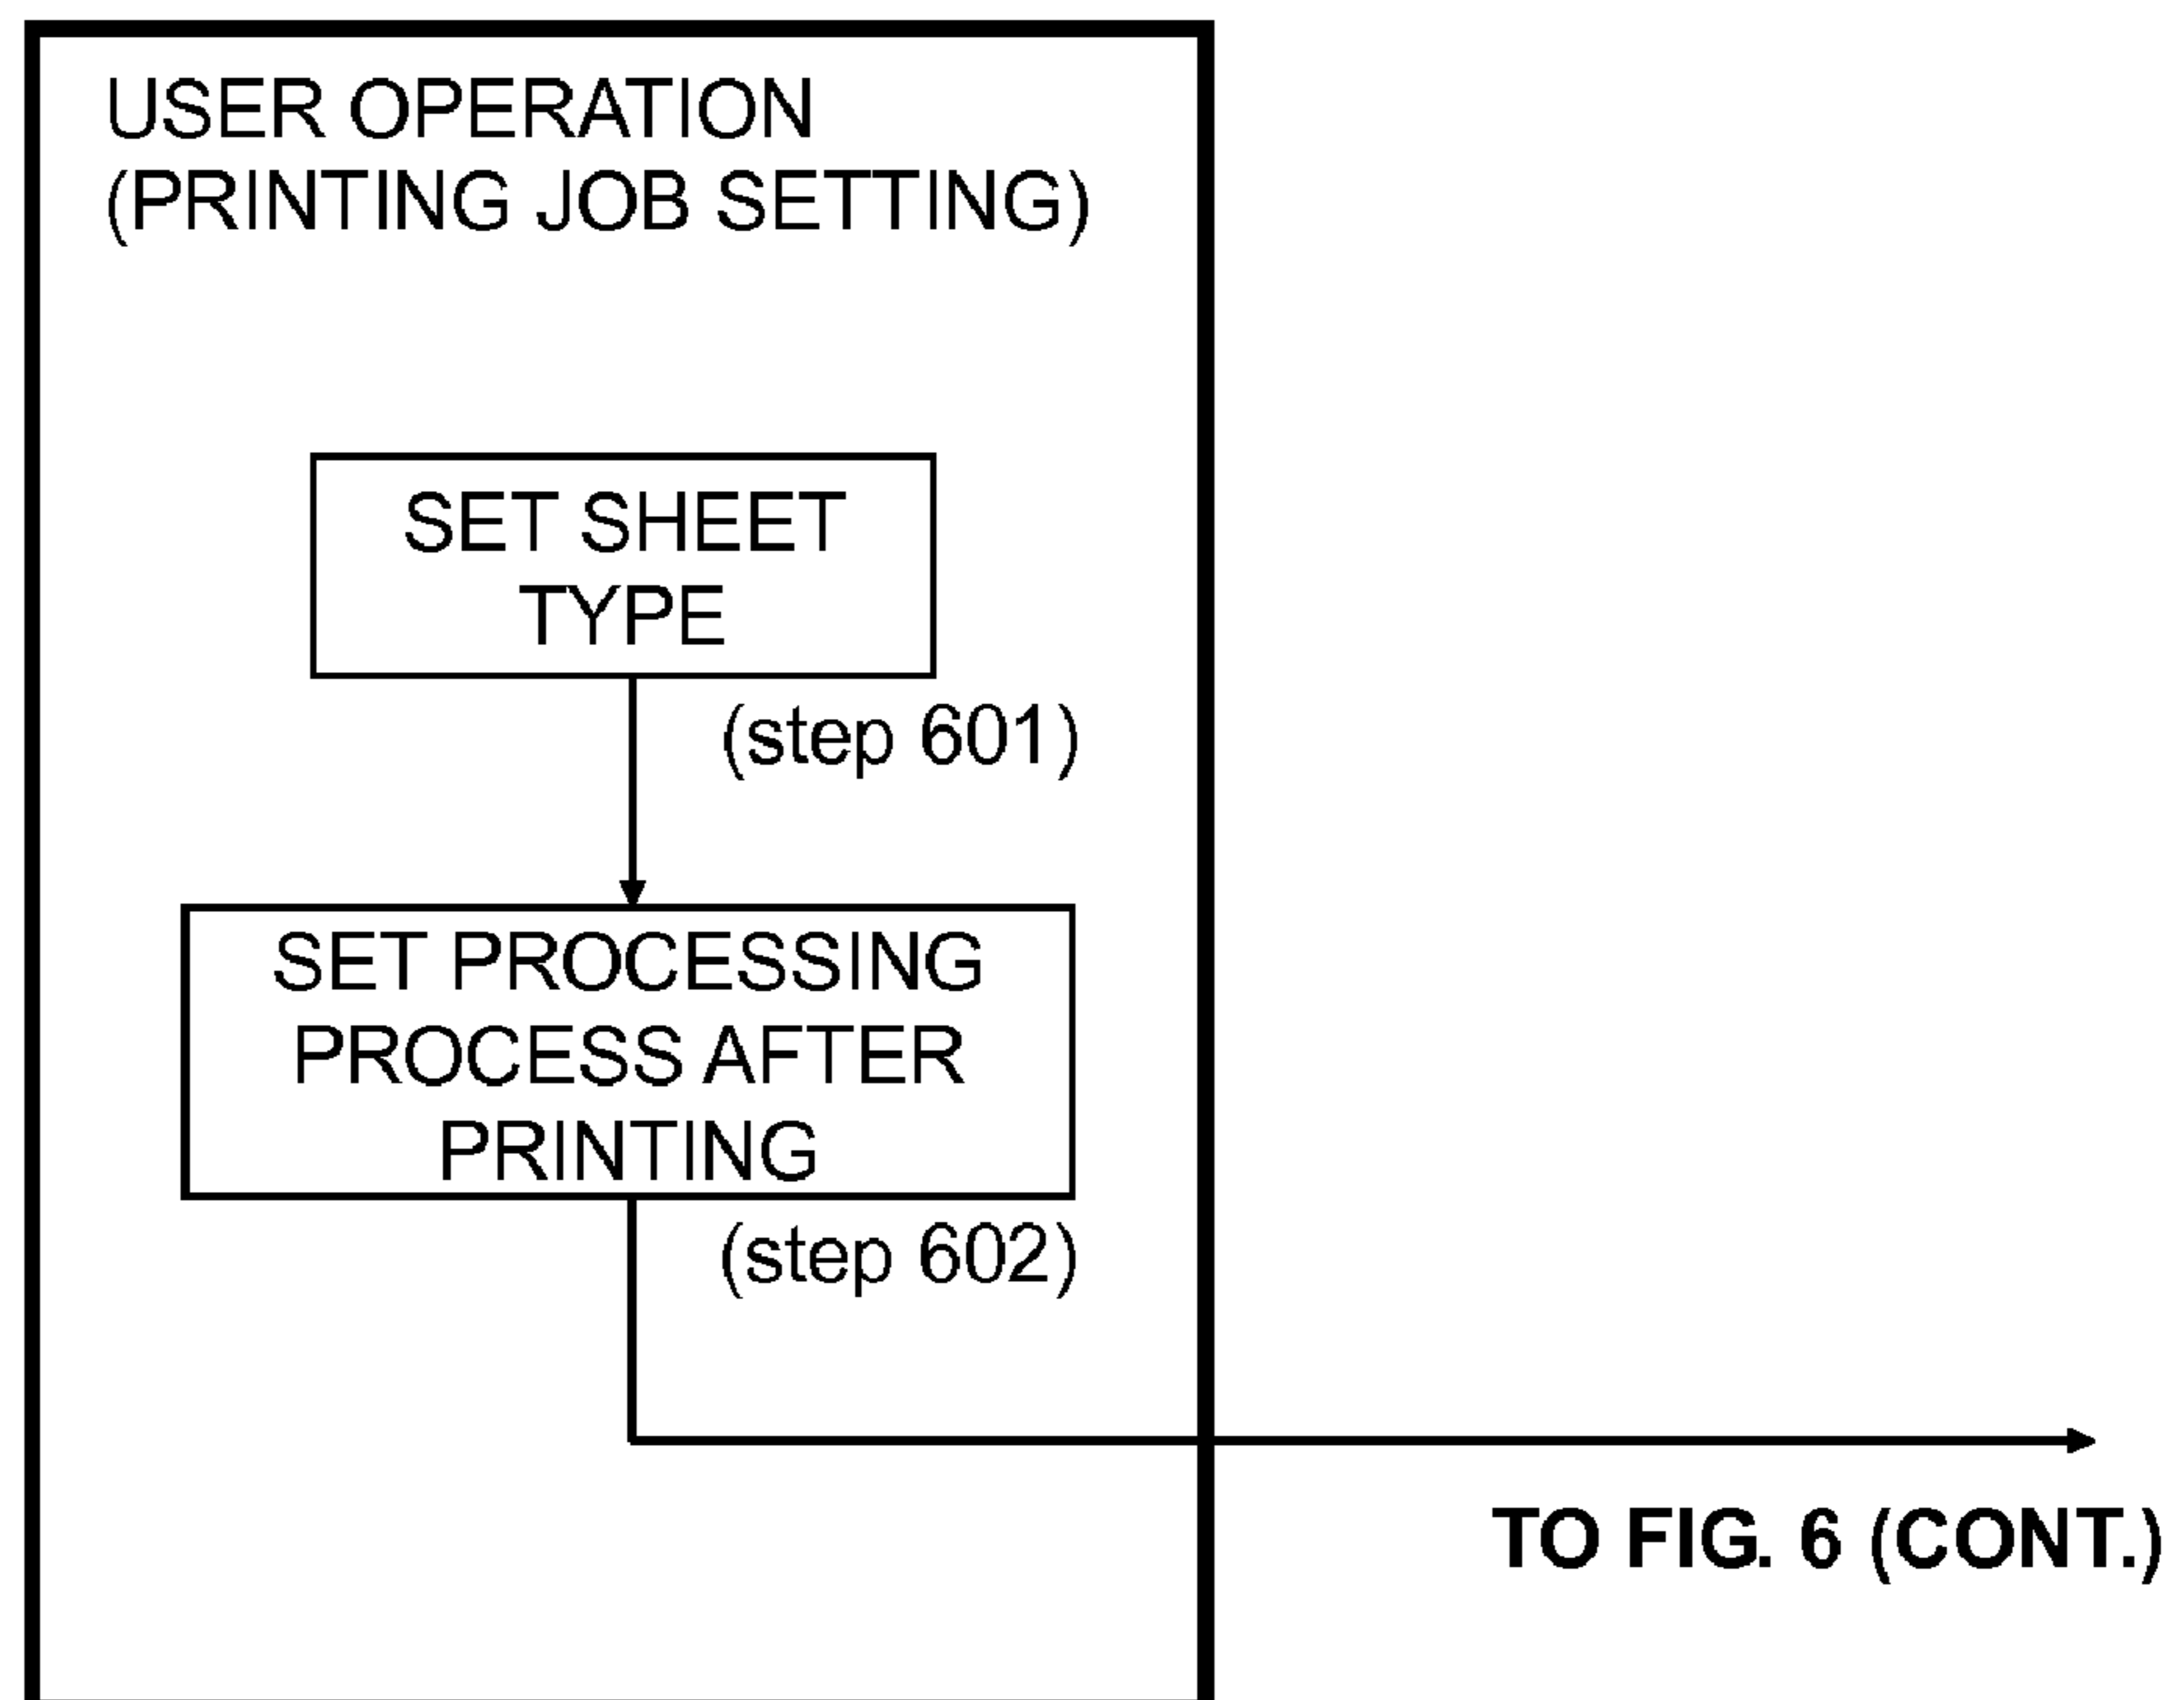 USER OPERATION
(PRINTING JOB SETTING)
SET SHEET
TYPE
(step 601)
SET PROCESSING
PROCESS AFTER
PRINTING
(step 602)
TO FIG. 6 (CONT.)